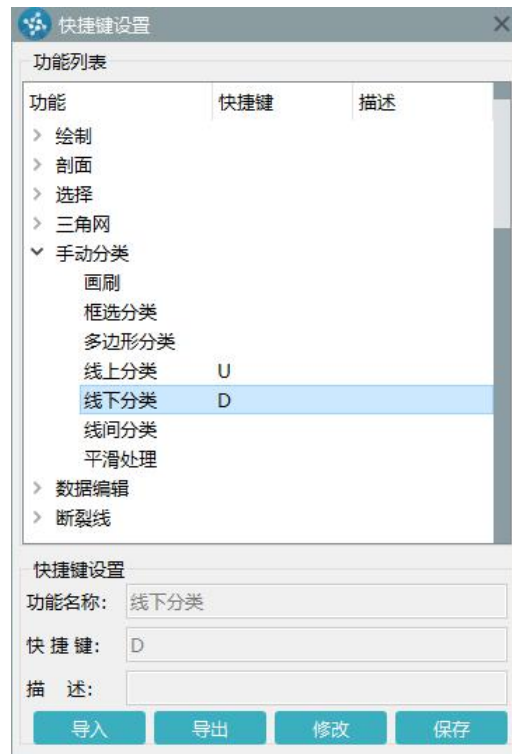 快捷键设置
功能列表
功能 快捷键 描述
绘制
剖面
选择
三角网
手动分类
画刷
框选分类
多边形分类
线上分类 U
线下分类 D
线间分类
平滑处理
数据编辑
断裂线
快捷键设置
功能名称: 线下分类
快 捷 键: D
描 述:
导入 导出 修改 保存